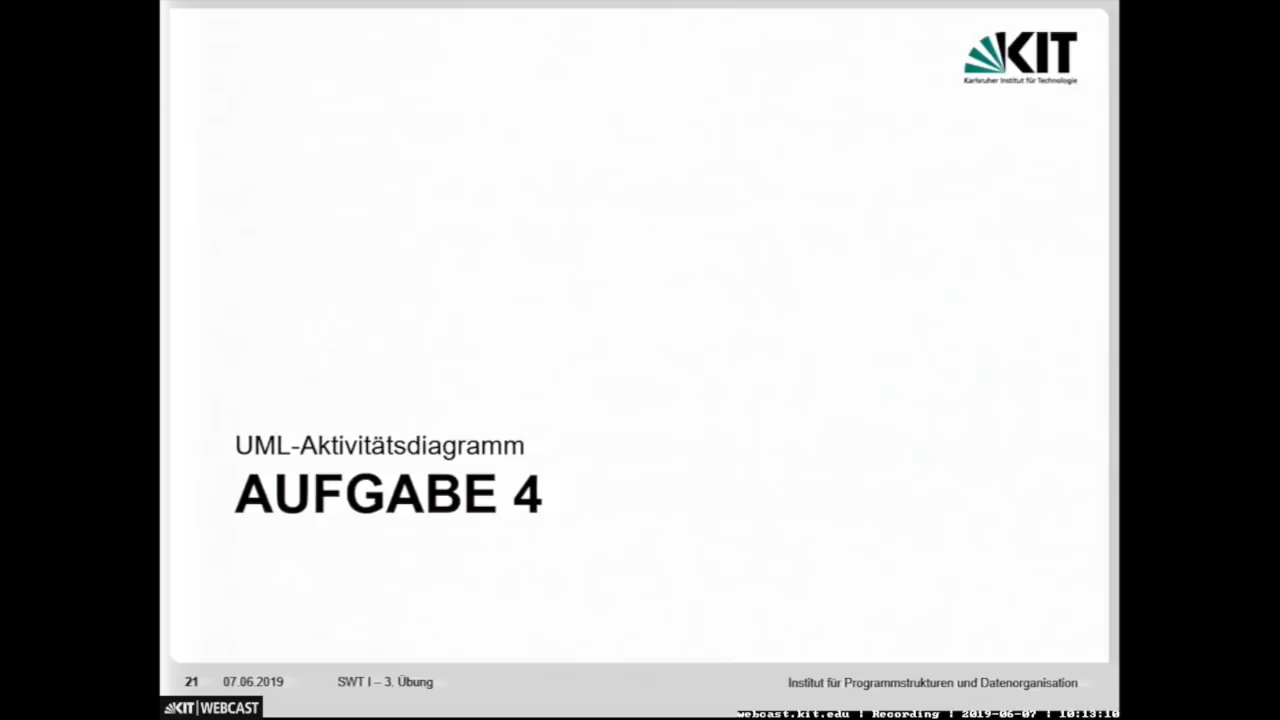 KIT
Karlsruher Institut für Technologie
UML-Aktivitätsdiagramm
AUFGABE 4
21 07.06.2019 SWT I – 3. Übung Institut für Programmstrukturen und Datenorganisation
KIT | WEBCAST
webcast.kit.edu | Recording | 2019-06-07 | 10:13:10